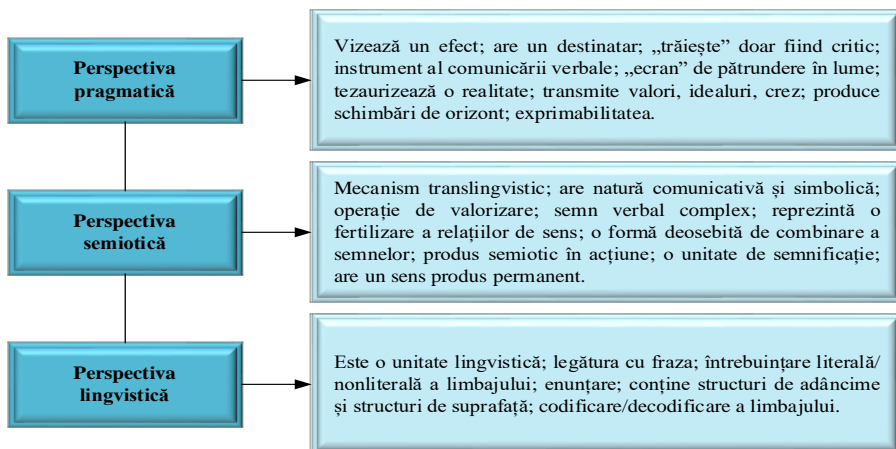 Perspectiva
pragmatică
Vizează un efect; are un destinatar; „trăiește” doar fiind critic;
instrument al comunicării verbale; „ecran” de pătrundere în lume;
tezaurizează o realitate; transmite valori, idealuri, crez; produce
schimbări de orizont; exprimabilitatea.
Perspectiva
semiotică
Mecanism translingvistic; are natură comunicativă și simbolică;
operație de valorizare; semn verbal complex; reprezintă o
fertilizare a relațiilor de sens; o formă deosebită de combinare a
semnelor; produs semiotic în acțiune; o unitate de semnificație;
are un sens produs permanent.
Perspectiva
lingvistică
Este o unitate lingvistică; legătura cu fraza; întrebuințare literală/
nonliterală a limbajului; enunțare; conține structuri de adâncime
și structuri de suprafață; codificare/decodificare a limbajului.